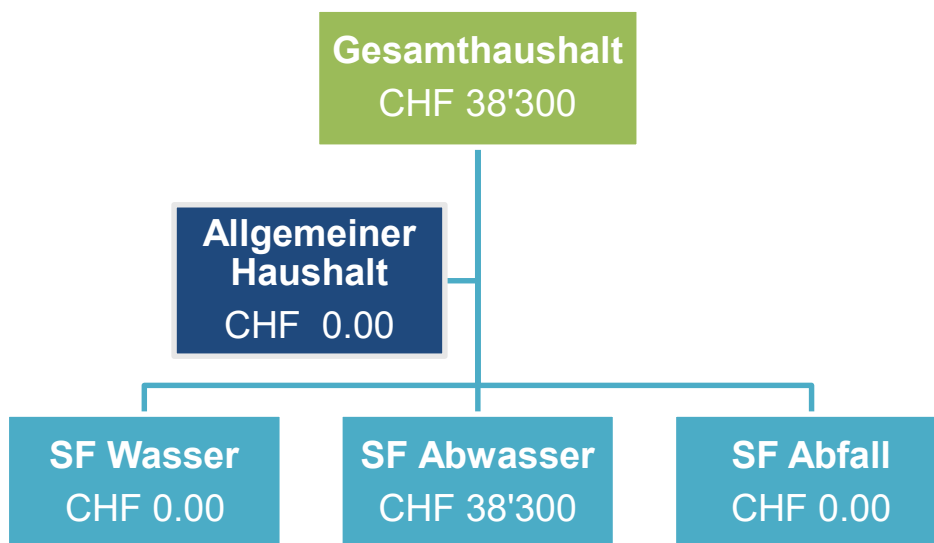 Gesamthaushalt
CHF 38'300
Allgemeiner
Haushalt
CHF 0.00
SF Wasser
CHF 0.00
SF Abwasser
CHF 38'300
SF Abfall
CHF 0.00